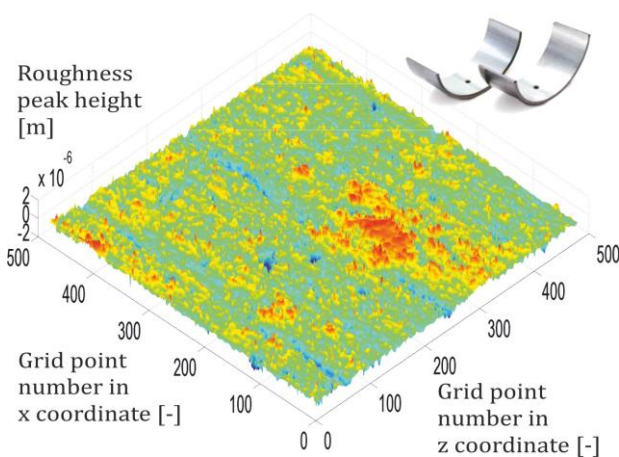 Roughness
peak height
[m]
x 10
-6
2
0
-2
500
400
300
200
100
0
0
100
200
300
400
500
Grid point
number in
x coordinate [-]
Grid point
number in
z coordinate [-]